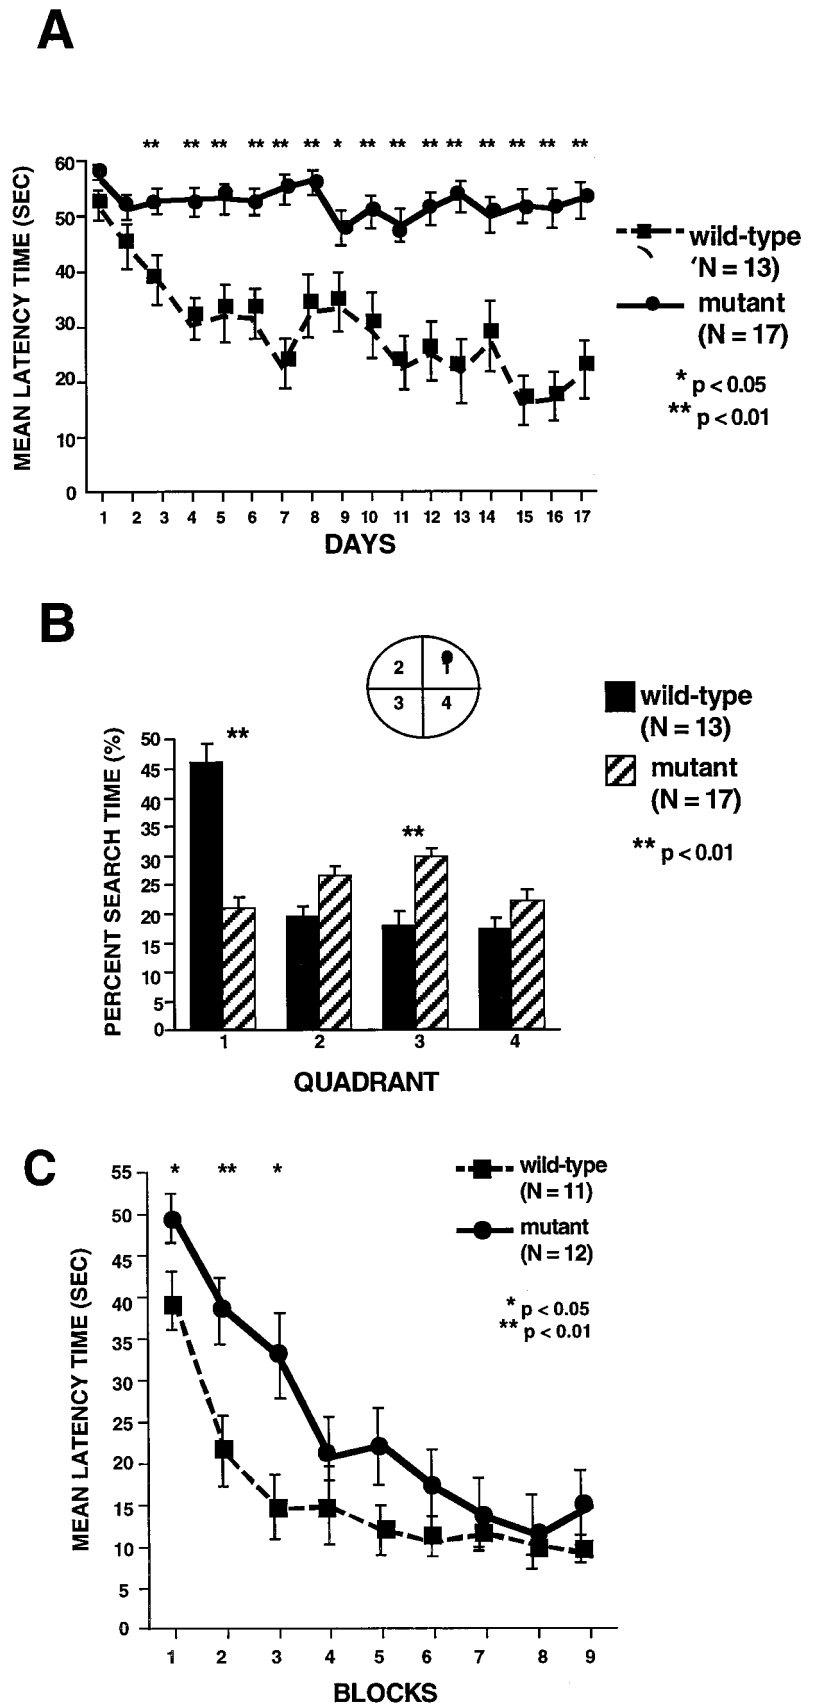 A
** ** ** ** ** ** * ** ** ** ** ** ** ** **
60
50
40
30
20
10
0
MEAN LATENCY TIME (SEC)
1 2 3 4 5 6 7 8 9 10 11 12 13 14 15 16 17
DAYS
wild-type
‘N = 13)
mutant
(N = 17)
* p < 0.05
** p < 0.01
B
2
3 4
wild-type
(N = 13)
mutant
(N = 17)
** p < 0.01
PERCENT SEARCH TIME (%)
50
45
40
35
30
25
20
15
10
5
0
**
**
1 2 3 4
QUADRANT
C
* ** *
wild-type
(N = 11)
mutant
(N = 12)
* p < 0.05
** p < 0.01
MEAN LATENCY TIME (SEC)
55
50
45
40
35
30
25
20
15
10
5
0
1 2 3 4 5 6 7 8 9
BLOCKS